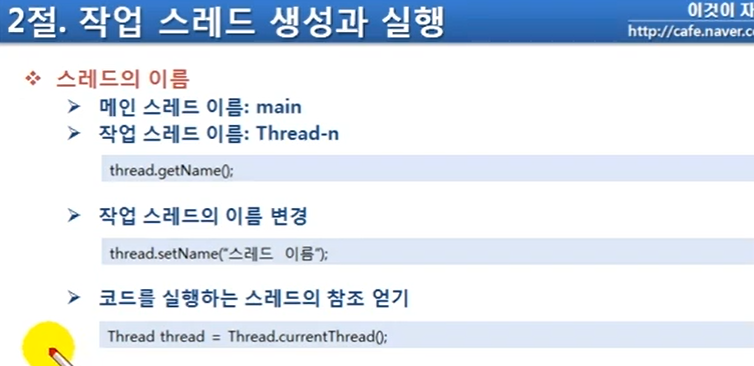 2절. 작업 스레드 생성과 실행
이것이 자
http://cafe.naver.co
❖ 스레드의 이름
➢ 메인 스레드 이름: main
➢ 작업 스레드 이름: Thread-n
thread.getName();
➢ 작업 스레드의 이름 변경
thread.setName("스레드 이름");
➢ 코드를 실행하는 스레드의 참조 얻기
Thread thread = Thread.currentThread();